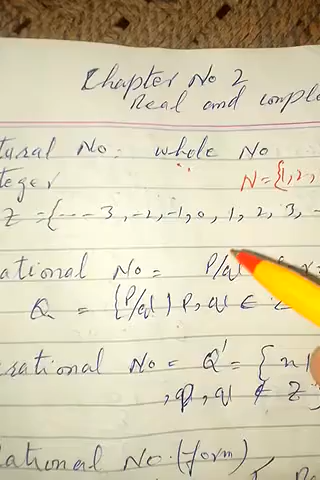 Chapter No 2
Real and comple
tural No. whole No
teger N = {1, 2,
Z = {--- 3, -2, -1, 0, 1, 2, 3, -
ational No = P/q
Q = {P/q | P, q ∈ Z
rational No = Q' = {x |
, q, q ∉ Z
ational No. (form)